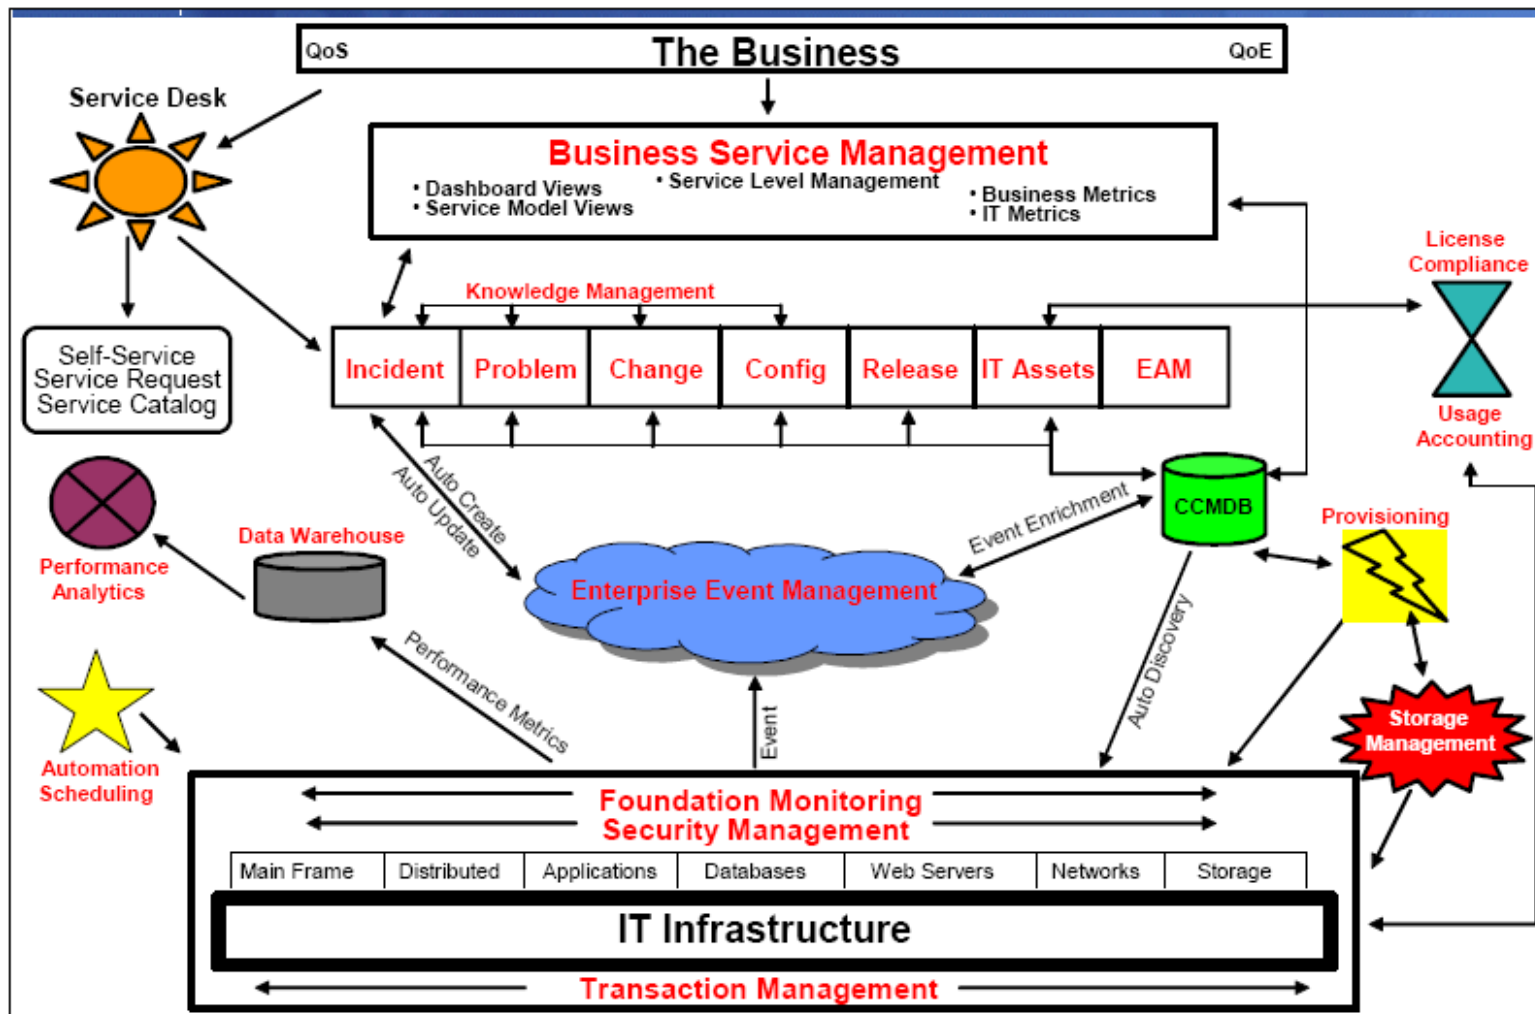 QoS
The Business
QoE
Service Desk
Business Service Management
• Dashboard Views
• Service Model Views
• Service Level Management
• Business Metrics
• IT Metrics
License
Compliance
Knowledge Management
Incident
Problem
Change
Config
Release
IT Assets
EAM
Self-Service
Service Request
Service Catalog
Usage
Accounting
Auto Create
Auto Update
Event Enrichment
CCMDB
Provisioning
Data Warehouse
Performance
Analytics
Enterprise Event Management
Performance Metrics
Event
Auto Discovery
Storage
Management
Automation
Scheduling
Foundation Monitoring
Security Management
Main Frame
Distributed
Applications
Databases
Web Servers
Networks
Storage
IT Infrastructure
Transaction Management